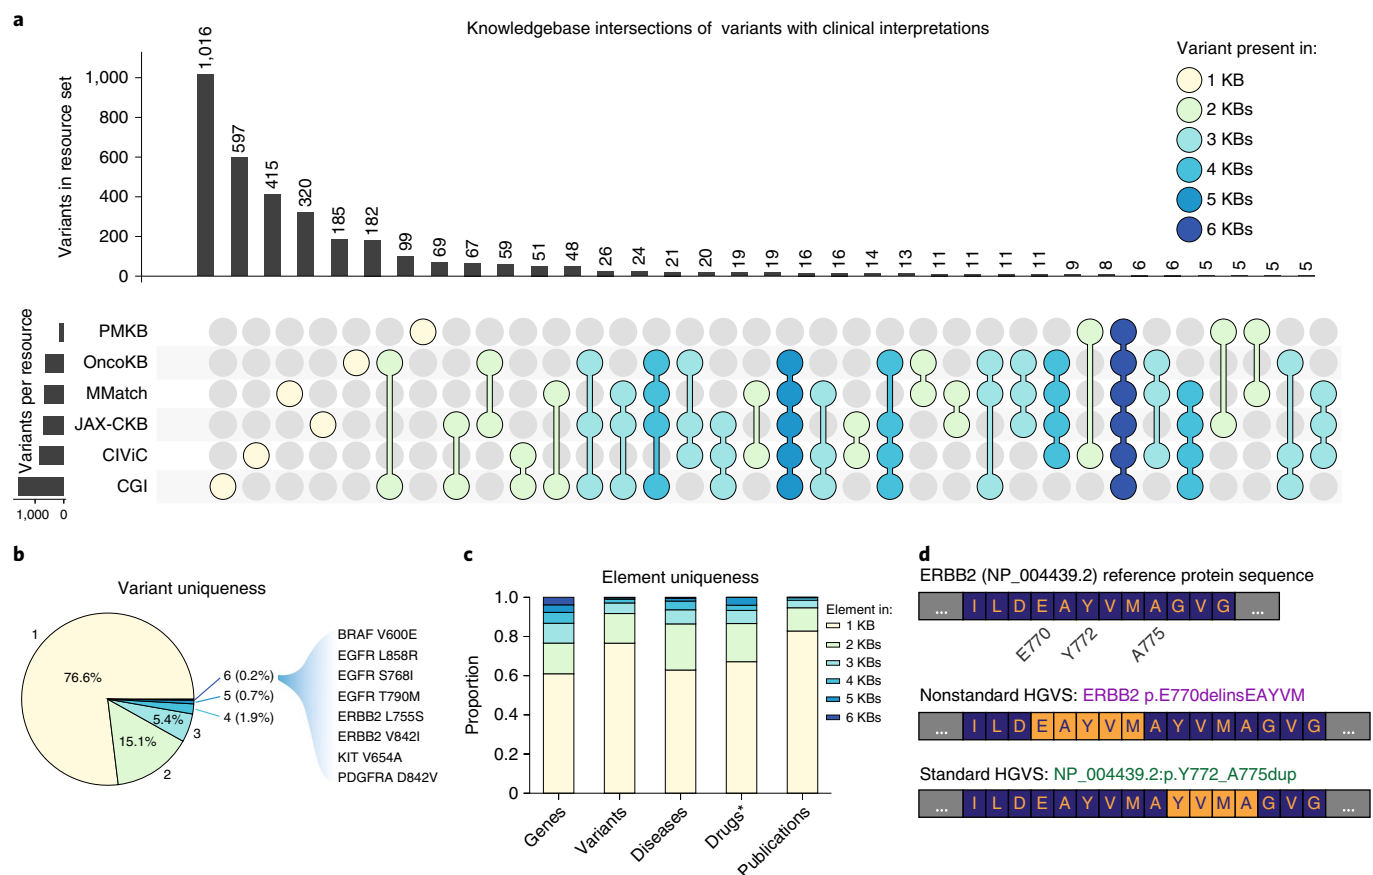 a
Knowledgebase intersections of variants with clinical interpretations
Variants in resource set
1,000
800
600
400
200
0
1,016
597
415
320
185
182
99
69
67
59
51
48
26
24
21
20
19
19
16
16
14
13
11
11
11
11
9
8
6
6
5
5
5
5
Variant present in:
1 KB
2 KBs
3 KBs
4 KBs
5 KBs
6 KBs
Variants per resource
PMKB
OncoKB
MMatch
JAX-CKB
CIViC
CGI
1,000 0
b
Variant uniqueness
1
76.6%
15.1%
2
5.4%
3
6 (0.2%)
5 (0.7%)
4 (1.9%)
BRAF V600E
EGFR L858R
EGFR S768I
EGFR T790M
ERBB2 L755S
ERBB2 V842I
KIT V654A
PDGFRA D842V
c
Element uniqueness
Proportion
1.0
0.8
0.6
0.4
0.2
0
Genes
Variants
Diseases
Drugs*
Publications
Element in:
1 KB
2 KBs
3 KBs
4 KBs
5 KBs
6 KBs
d
ERBB2 (NP_004439.2) reference protein sequence
... I L D E A Y V M A G V G ...
E770
Y772
A775
Nonstandard HGVS: ERBB2 p.E770delinsEAYVM
... I L D E A Y V M A Y V M A G V G ...
Standard HGVS: NP_004439.2:p.Y772_A775dup
... I L D E A Y V M A Y V M A G V G ...